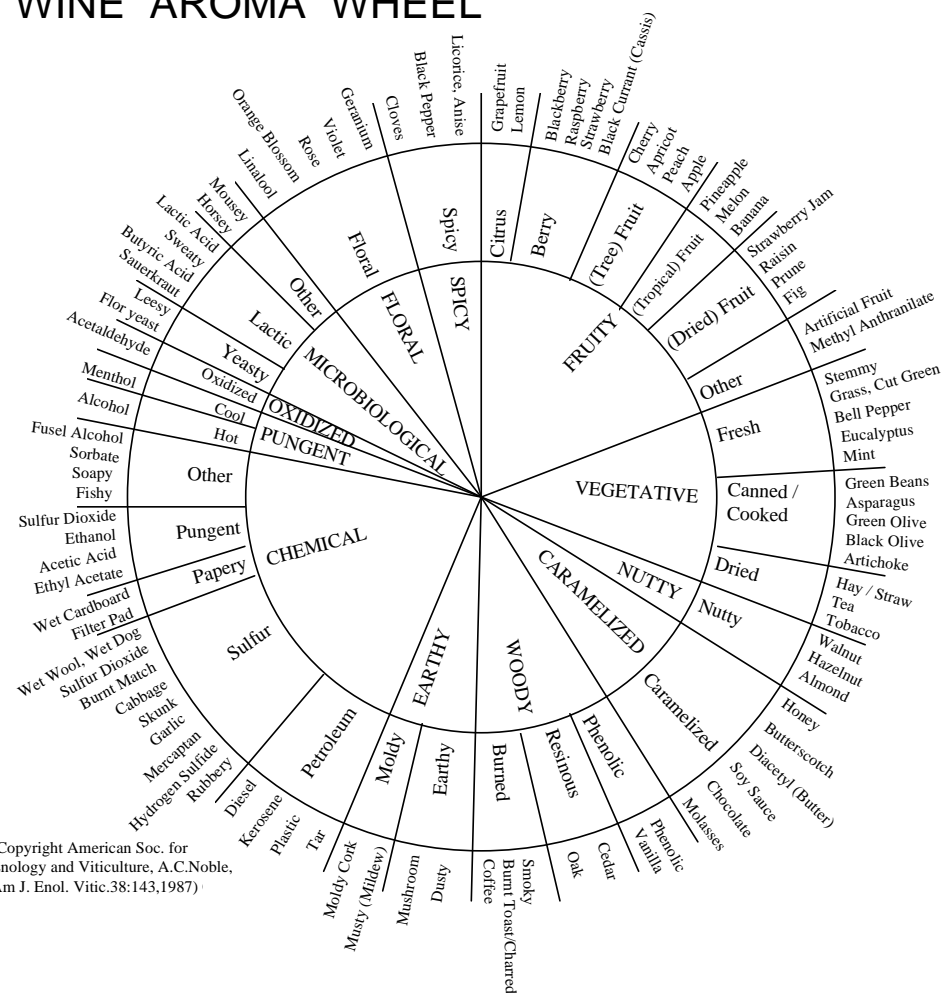 WINE AROMA WHEEL
SPICY
FRUITY
VEGETATIVE
NUTTY
CARAMELIZED
WOODY
EARTHY
CHEMICAL
PUNGENT
OXIDIZED
MICROBIOLOGICAL
FLORAL
Spicy
Citrus
Berry
(Tree) Fruit
(Tropical) Fruit
(Dried) Fruit
Other
Fresh
Canned /
Cooked
Dried
Nutty
Caramelized
Phenolic
Resinous
Burned
Earthy
Moldy
Petroleum
Sulfur
Papery
Pungent
Other
Hot
Cool
Oxidized
Yeasty
Lactic
Other
Floral
Cloves
Black Pepper
Licorice, Anise
Grapefruit
Lemon
Blackberry
Raspberry
Strawberry
Black Currant (Cassis)
Cherry
Apricot
Peach
Apple
Pineapple
Melon
Banana
Strawberry Jam
Raisin
Prune
Fig
Artificial Fruit
Methyl Anthranilate
Stemmy
Grass, Cut Green
Bell Pepper
Eucalyptus
Mint
Green Beans
Asparagus
Green Olive
Black Olive
Artichoke
Hay / Straw
Tea
Tobacco
Walnut
Hazelnut
Almond
Honey
Butterscotch
Diacetyl (Butter)
Soy Sauce
Chocolate
Molasses
Phenolic
Vanilla
Cedar
Oak
Smoky
Burnt Toast/Charred
Coffee
Dusty
Mushroom
Musty (Mildew)
Moldy Cork
Tar
Plastic
Kerosene
Diesel
Rubbery
Hydrogen Sulfide
Mercaptan
Garlic
Skunk
Cabbage
Burnt Match
Sulfur Dioxide
Wet Wool, Wet Dog
Filter Pad
Wet Cardboard
Ethyl Acetate
Acetic Acid
Ethanol
Sulfur Dioxide
Fishy
Soapy
Sorbate
Fusel Alcohol
Alcohol
Menthol
Acetaldehyde
Flor yeast
Leesy
Sauerkraut
Butyric Acid
Sweaty
Lactic Acid
Horsey
Mousey
Linalool
Orange Blossom
Rose
Violet
Geranium
Copyright American Soc. for
nology and Viticulture, A.C.Noble,
m J. Enol. Vitic.38:143,1987)